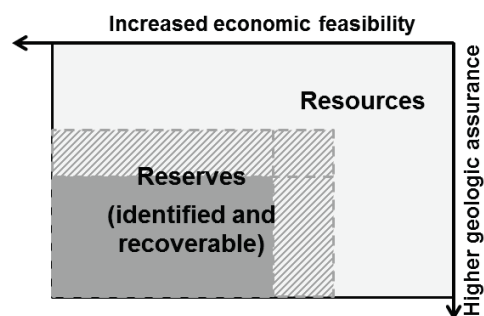 Increased economic feasibility
Resources
Reserves
(identified and
recoverable)
Higher geologic assurance